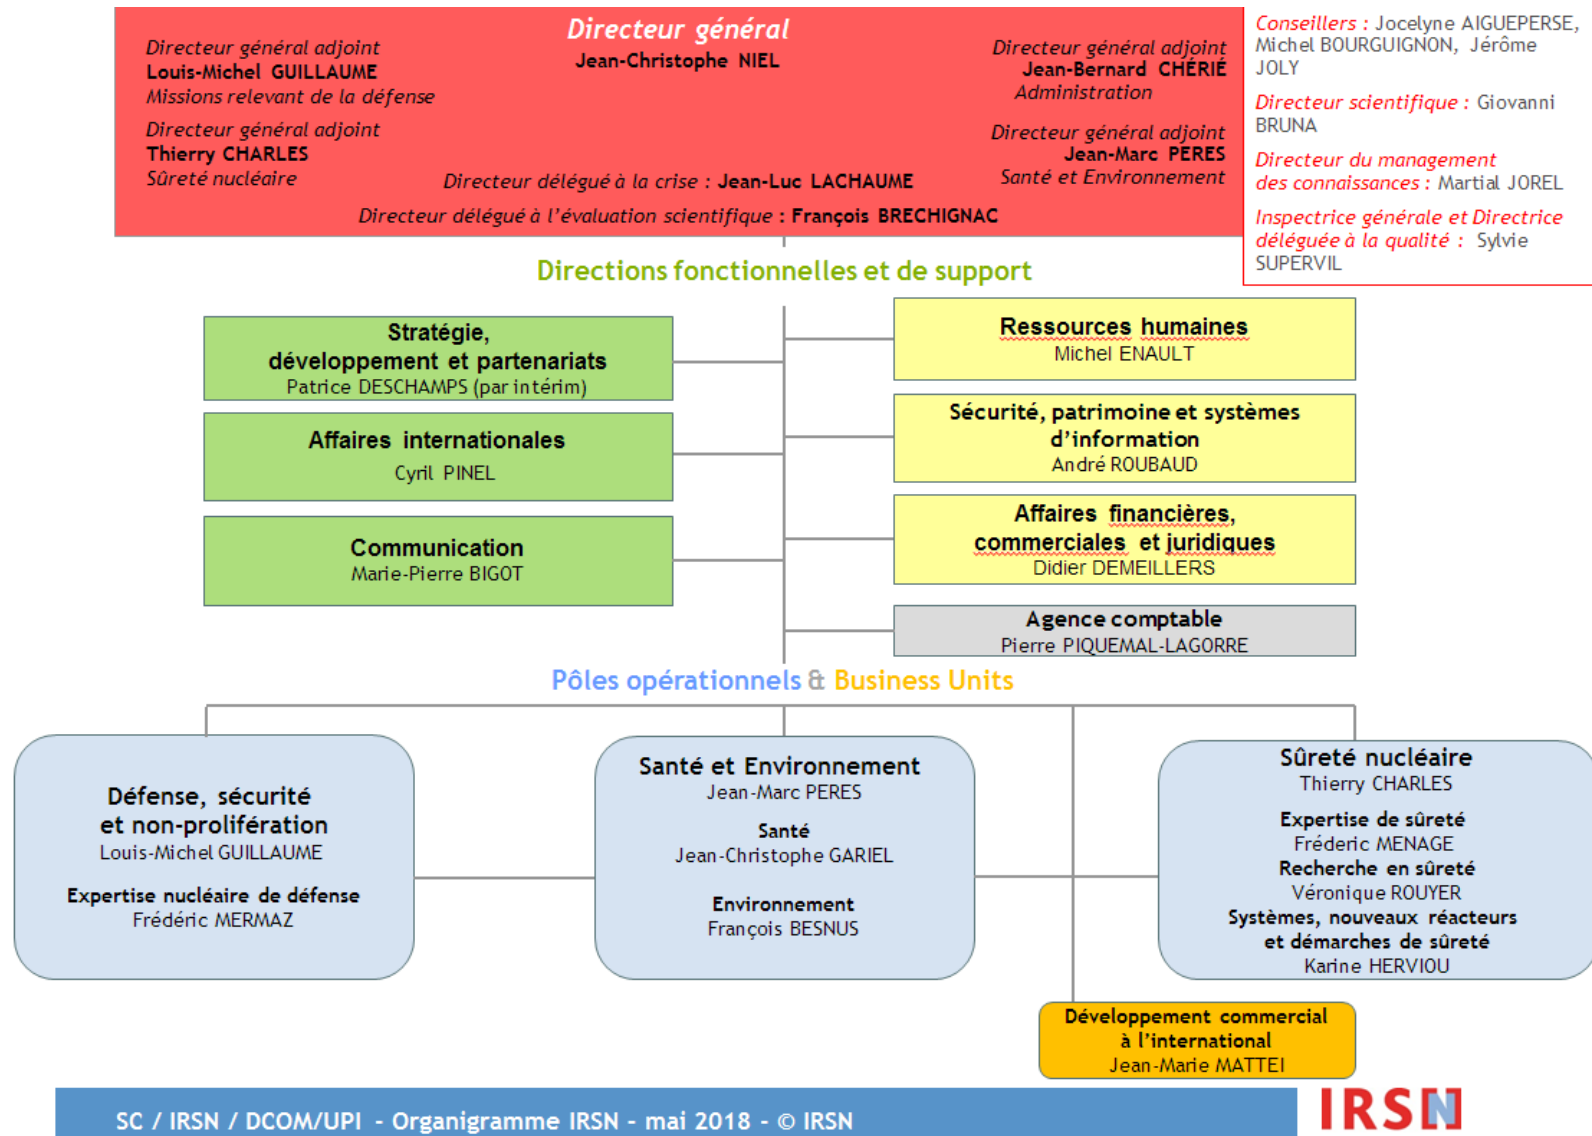 Directeur général
Jean-Christophe NIEL
Directeur général adjoint
Louis-Michel GUILLAUME
Missions relevant de la défense
Directeur général adjoint
Thierry CHARLES
Sûreté nucléaire
Directeur général adjoint
Jean-Bernard CHÉRIÉ
Administration
Directeur général adjoint
Jean-Marc PERES
Santé et Environnement
Directeur délégué à la crise : Jean-Luc LACHAUME
Directeur délégué à l’évaluation scientifique : François BRECHIGNAC
Conseillers : Jocelyne AIGUEPERSE,
Michel BOURGUIGNON, Jérôme
JOLY
Directeur scientifique : Giovanni
BRUNA
Directeur du management
des connaissances : Martial JOREL
Inspectrice générale et Directrice
déléguée à la qualité : Sylvie
SUPERVIL
Directions fonctionnelles et de support
Stratégie,
développement et partenariats
Patrice DESCHAMPS (par intérim)
Affaires internationales
Cyril PINEL
Communication
Marie-Pierre BIGOT
Ressources humaines
Michel ENAULT
Sécurité, patrimoine et systèmes
d’information
André ROUBAUD
Affaires financières,
commerciales et juridiques
Didier DEMEILLERS
Agence comptable
Pierre PIQUEMAL-LAGORRE
Pôles opérationnels & Business Units
Défense, sécurité
et non-prolifération
Louis-Michel GUILLAUME
Expertise nucléaire de défense
Frédéric MERMAZ
Santé et Environnement
Jean-Marc PERES
Santé
Jean-Christophe GARIEL
Environnement
François BESNUS
Sûreté nucléaire
Thierry CHARLES
Expertise de sûreté
Fréderic MENAGE
Recherche en sûreté
Véronique ROUYER
Systèmes, nouveaux réacteurs
et démarches de sûreté
Karine HERVIOU
Développement commercial
à l’international
Jean-Marie MATTEI
SC / IRSN / DCOM/UPI - Organigramme IRSN - mai 2018 - © IRSN
IRSN